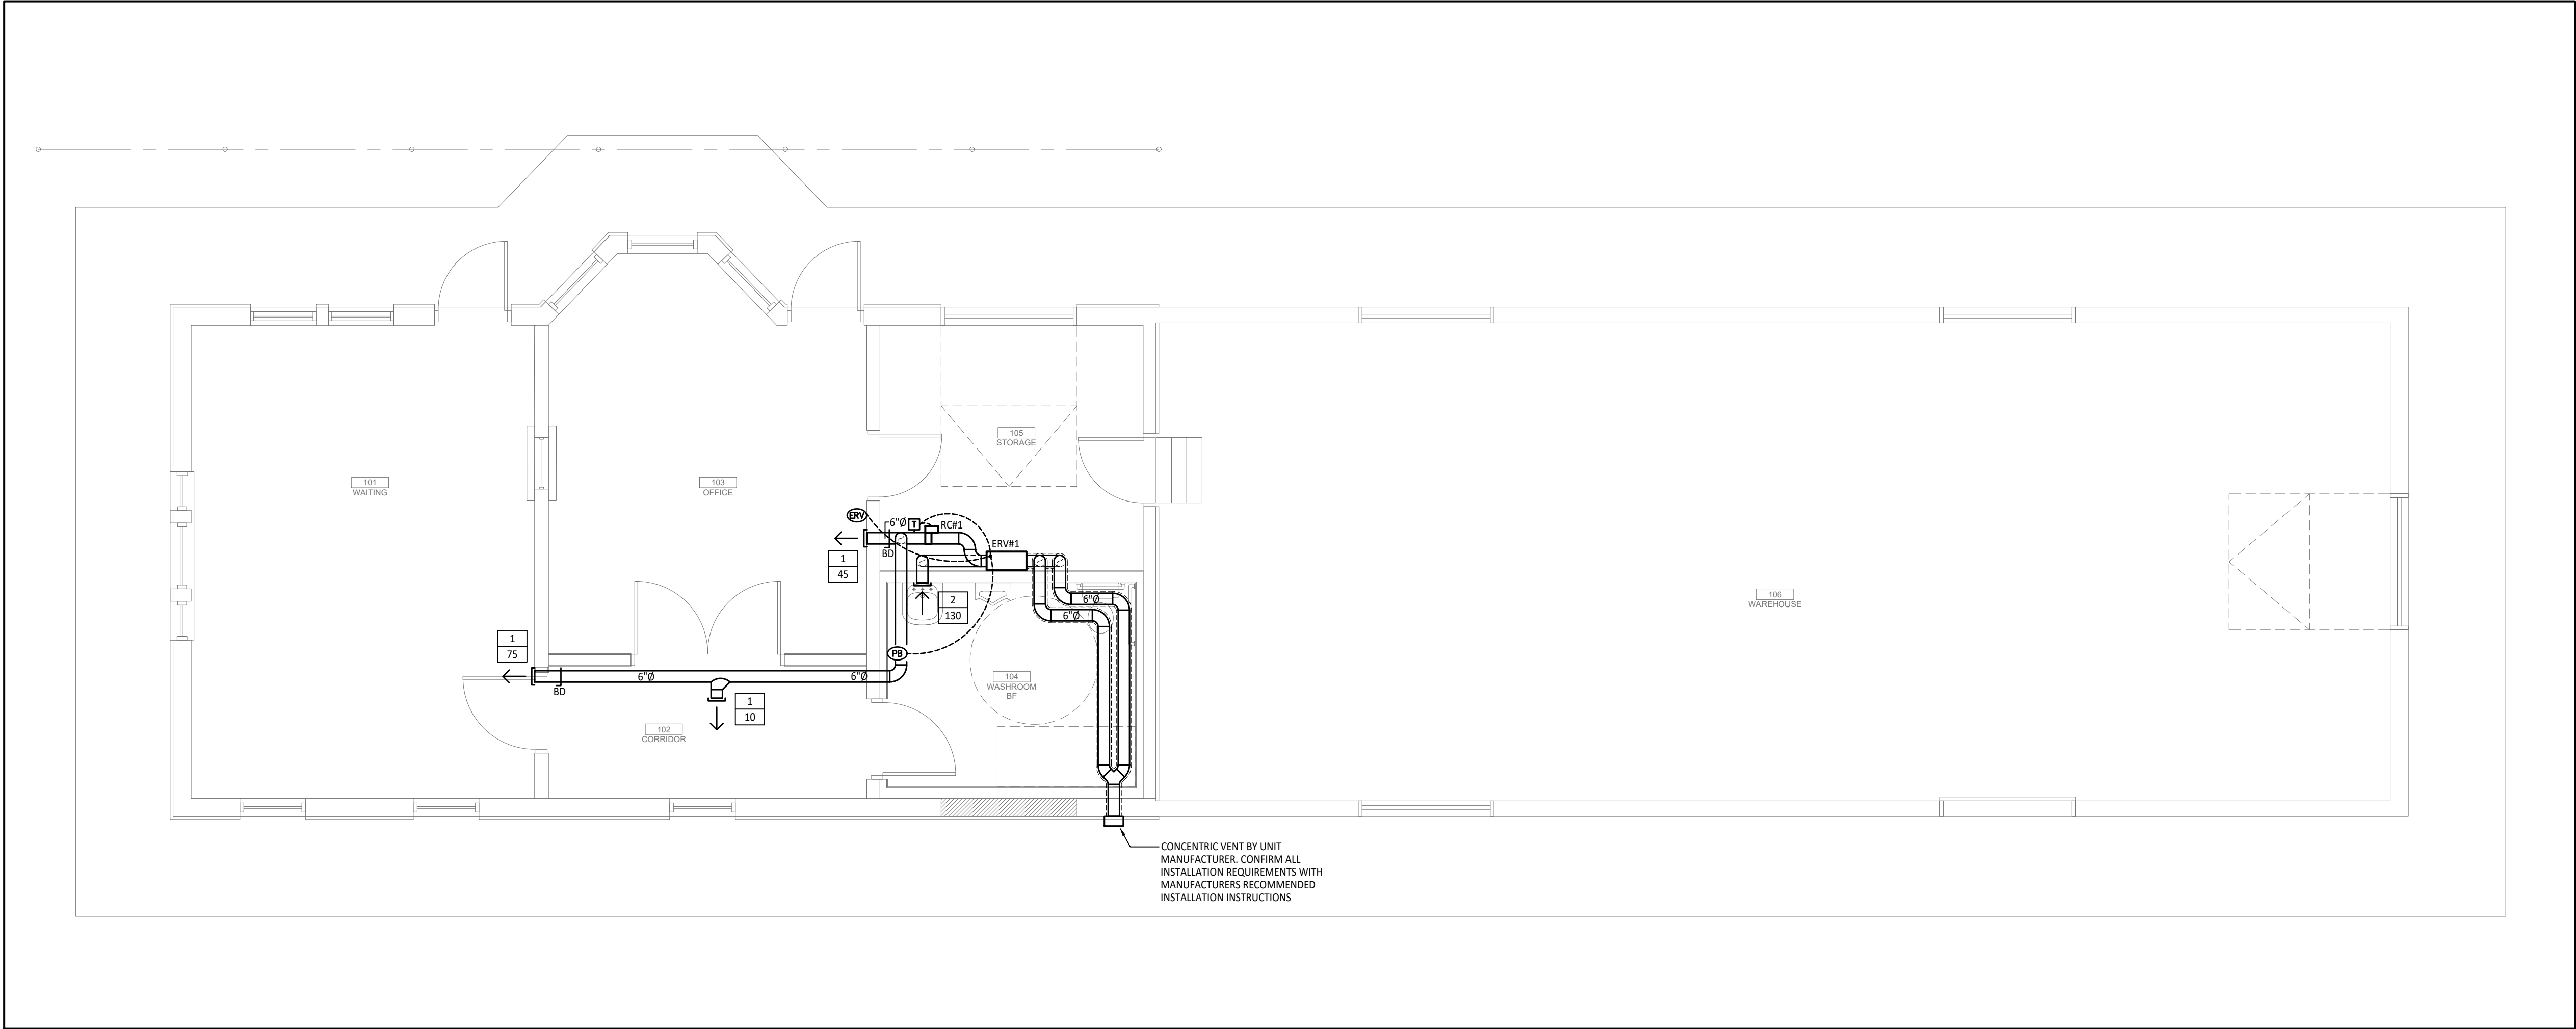 105
STORAGE
101
WAITING
103
OFFICE
ERV
6"Ø
T
RC#1
BD
ERV#1
1
45
2
130
6"Ø
6"Ø
106
WAREHOUSE
1
75
PB
BD
6"Ø
6"Ø
104
WASHROOM
BF
1
10
102
CORRIDOR
CONCENTRIC VENT BY UNIT
MANUFACTURER. CONFIRM ALL
INSTALLATION REQUIREMENTS WITH
MANUFACTURERS RECOMMENDED
INSTALLATION INSTRUCTIONS